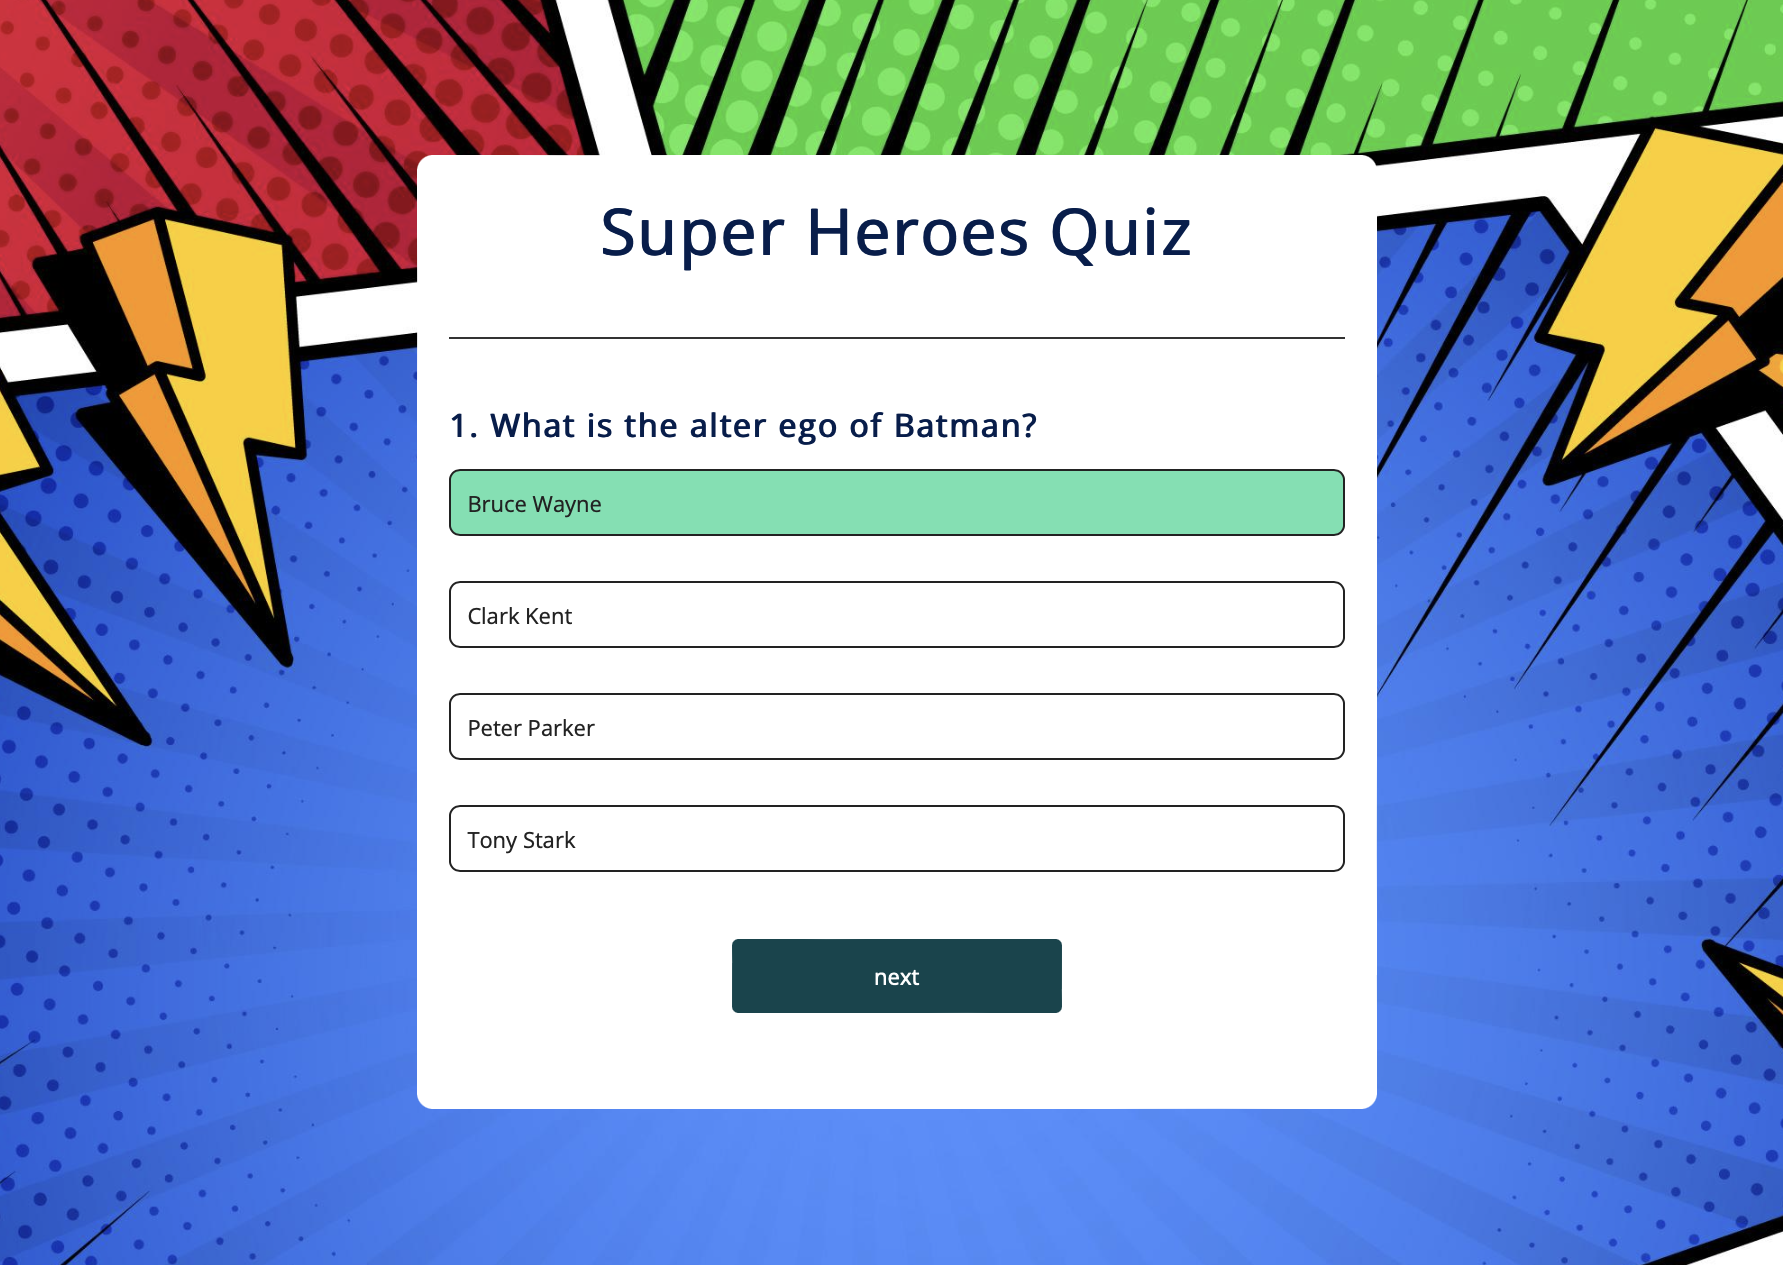 Super Heroes Quiz
1. What is the alter ego of Batman?
Bruce Wayne
Clark Kent
Peter Parker
Tony Stark
next